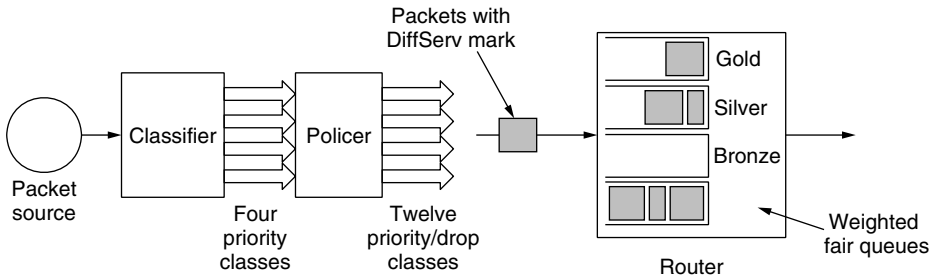 Packets with
DiffServ mark
Gold
Silver
Bronze
Classifier
Policer
Packet
source
Four
priority
classes
Twelve
priority/drop
classes
Weighted
fair queues
Router